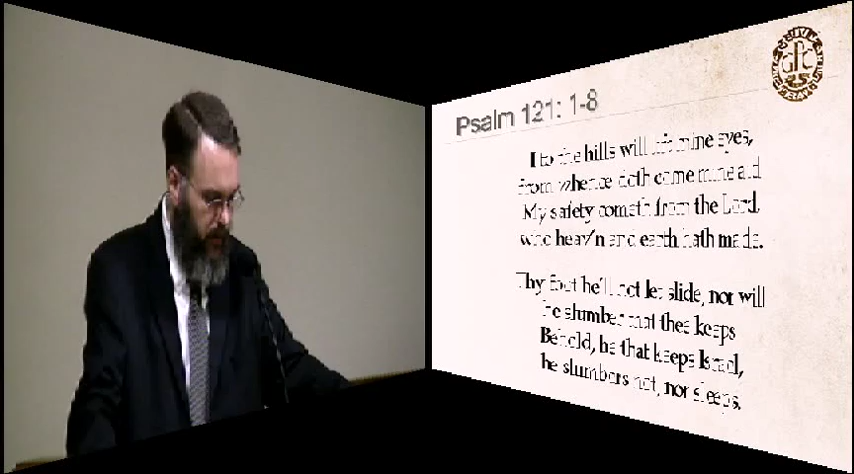 GPC
Psalm 121: 1-8
I to the hills will lift mine eyes,
from whence doth come mine aid
My safety cometh from the Lord,
who heav'n and earth hath made.
Thy foot he'll not let slide, nor will
he slumber that thee keeps
Behold, he that keeps Israel,
he slumbers not, nor sleeps.